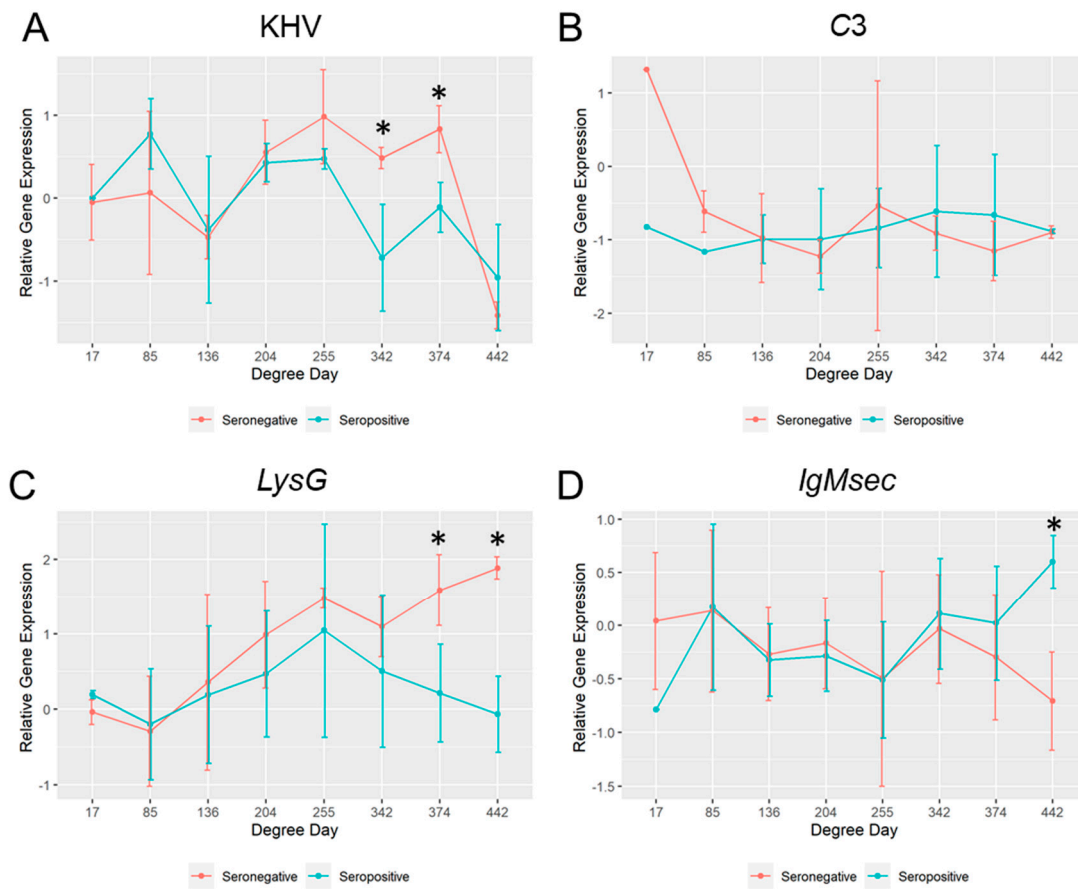 A KHV
Relative Gene Expression
1
0
-1
*
*
17 85 136 204 255 342 374 442
Degree Day
Seronegative Seropositive
B C3
Relative Gene Expression
1
0
-1
-2
17 85 136 204 255 342 374 442
Degree Day
Seronegative Seropositive
C LysG
Relative Gene Expression
2
1
0
-1
* *
17 85 136 204 255 342 374 442
Degree Day
Seronegative Seropositive
D IgMsec
Relative Gene Expression
1.0
0.5
0.0
-0.5
-1.0
-1.5
*
17 85 136 204 255 342 374 442
Degree Day
Seronegative Seropositive